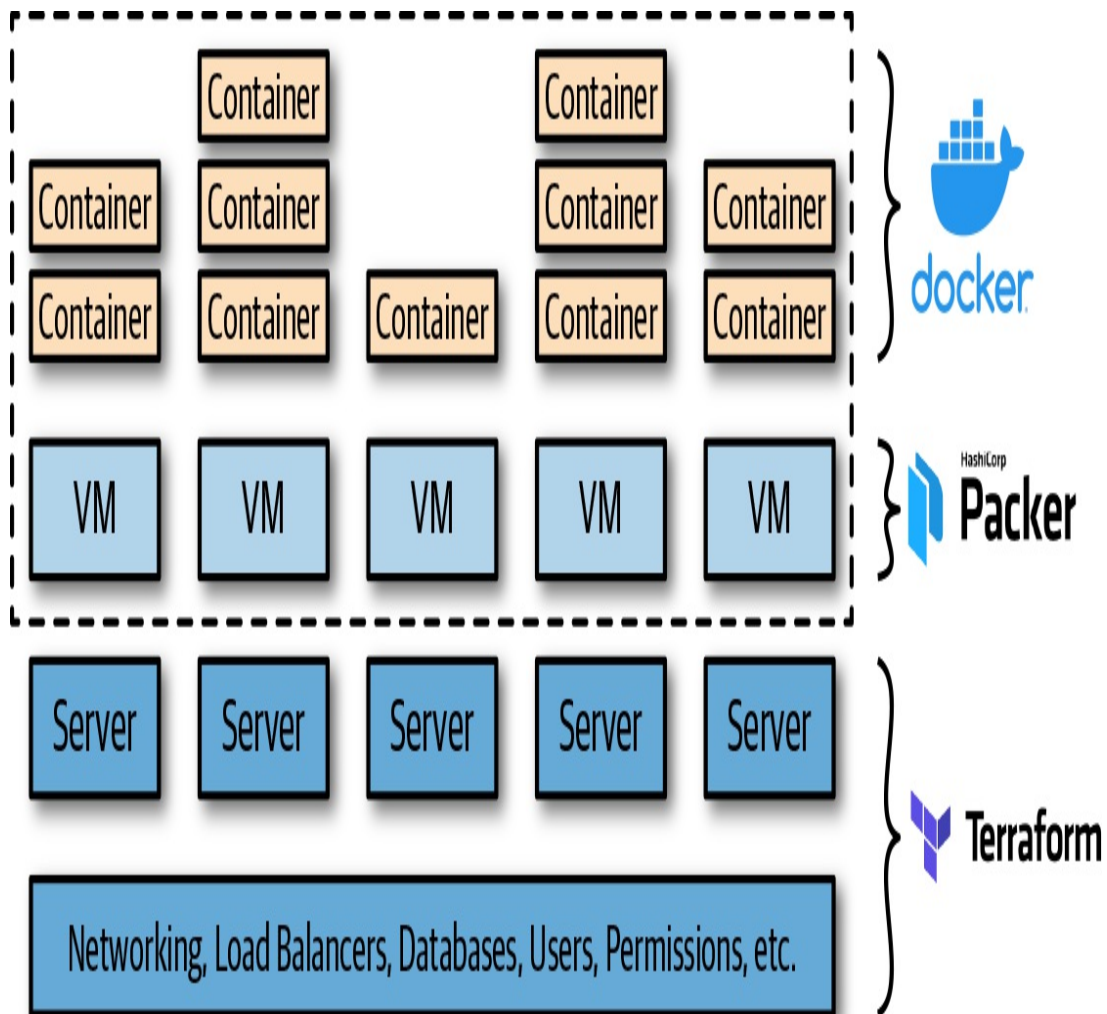 Container Container
Container Container Container Container
Container Container Container Container Container
docker
VM VM VM VM VM
HashiCorp
Packer
Server Server Server Server Server
Terraform
Networking, Load Balancers, Databases, Users, Permissions, etc.